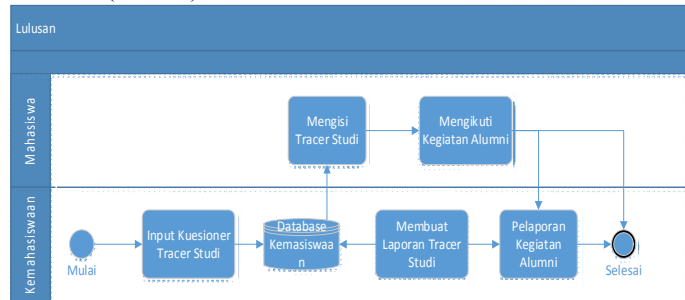 Lulusan
Mahasiswa
Mengisi
Tracer Studi
Mengikuti
Kegiatan Alumni
Kemahasiswaan
Mulai
Input Kuesioner
Tracer Studi
Database
Kemasiswaa
n
Membuat
Laporan Tracer
Studi
Pelaporan
Kegiatan
Alumni
Selesai